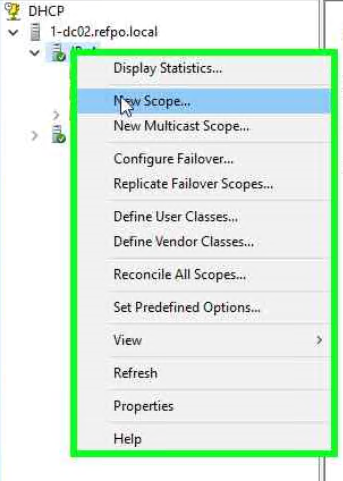 DHCP
1-dc02.refpo.local
Display Statistics...
New Scope...
New Multicast Scope...
Configure Failover...
Replicate Failover Scopes...
Define User Classes...
Define Vendor Classes...
Reconcile All Scopes...
Set Predefined Options...
View
Refresh
Properties
Help